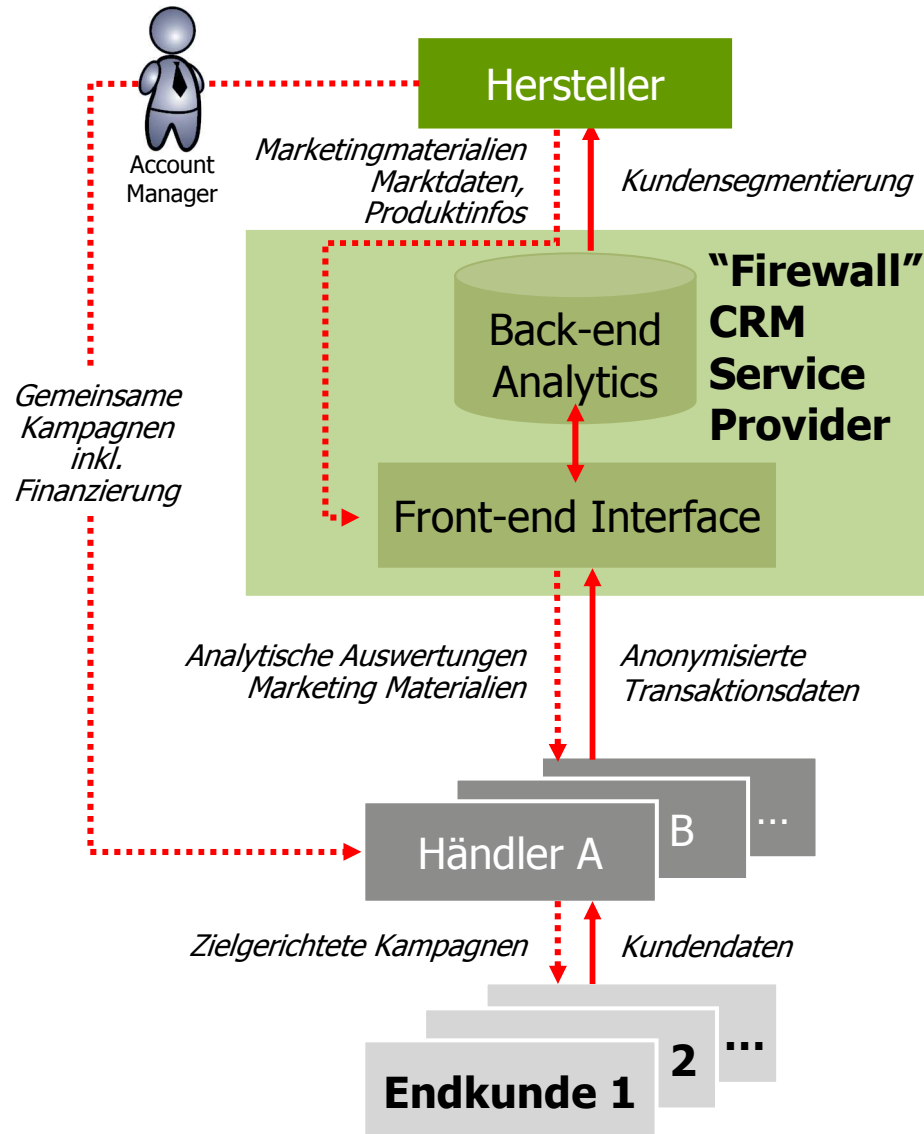 Hersteller
Account
Manager
Marketingmaterialien
Marktdaten,
Produktinfos
Kundensegmentierung
“Firewall”
CRM
Service
Provider
Back-end
Analytics
Gemeinsame
Kampagnen
inkl.
Finanzierung
Front-end Interface
Analytische Auswertungen
Marketing Materialien
Anonymisierte
Transaktionsdaten
Händler A
B
...
Zielgerichtete Kampagnen
Kundendaten
Endkunde 1
2
...